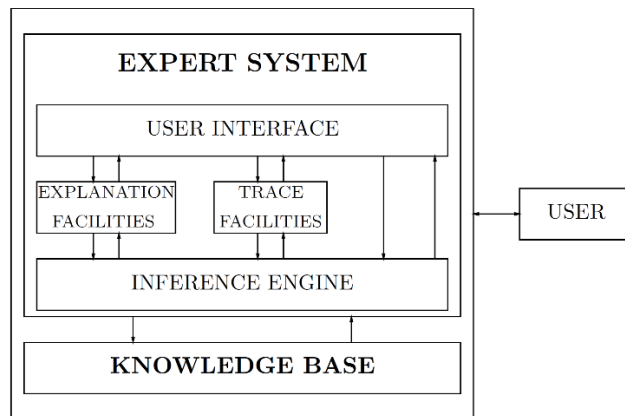 EXPERT SYSTEM
USER INTERFACE
EXPLANATION
FACILITIES
TRACE
FACILITIES
USER
INFERENCE ENGINE
KNOWLEDGE BASE